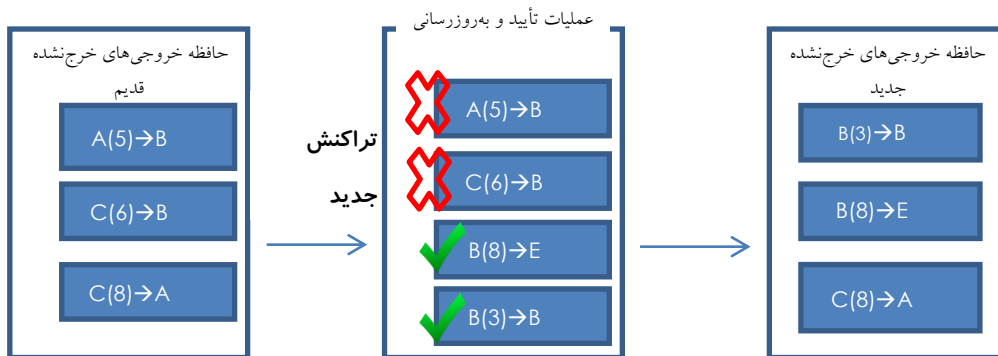 حافظه خروجی‌های خرج‌نشده
قدیم
A(5)→B
C(6)→B
C(8)→A
تراکنش
جدید
عملیات تأیید و به‌روزرسانی
A(5)→B
C(6)→B
B(8)→E
B(3)→B
حافظه خروجی‌های خرج‌نشده
جدید
B(3)→B
B(8)→E
C(8)→A